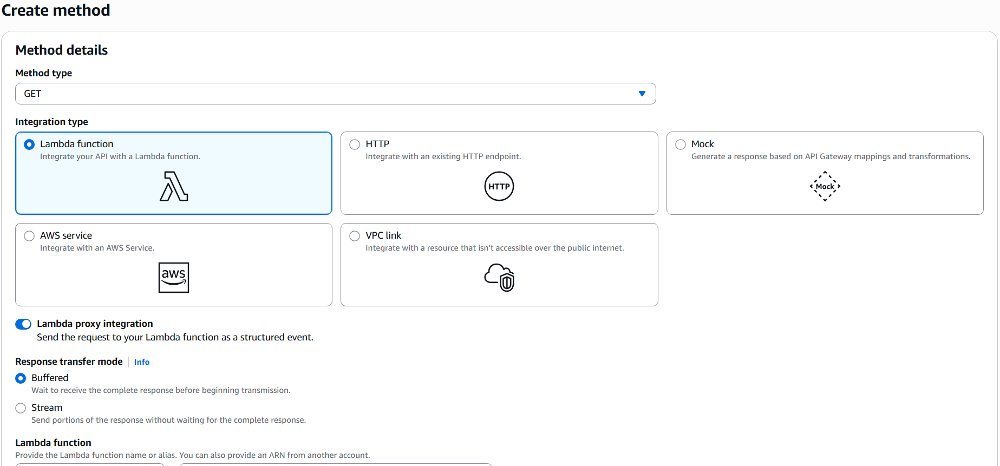 Create method
Method details
Method type
GET
Integration type
Lambda function
Integrate your API with a Lambda function.
HTTP
Integrate with an existing HTTP endpoint.
HTTP
Mock
Generate a response based on API Gateway mappings and transformations.
Mock
AWS service
Integrate with an AWS Service.
aws
VPC link
Integrate with a resource that isn't accessible over the public internet.
Lambda proxy integration
Send the request to your Lambda function as a structured event.
Response transfer mode Info
Buffered
Wait to receive the complete response before beginning transmission.
Stream
Send portions of the response without waiting for the complete response.
Lambda function
Provide the Lambda function name or alias. You can also provide an ARN from another account.